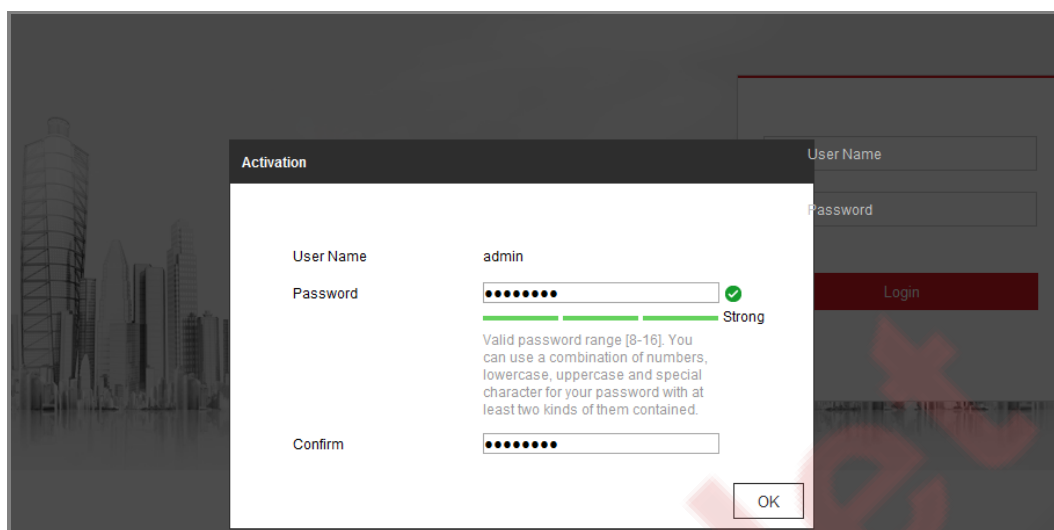 Activation
User Name
Password
Login
User Name admin
Password ●●●●●●●●
Strong
Valid password range [8-16]. You
can use a combination of numbers,
lowercase, uppercase and special
character for your password with at
least two kinds of them contained.
Confirm ●●●●●●●●
OK